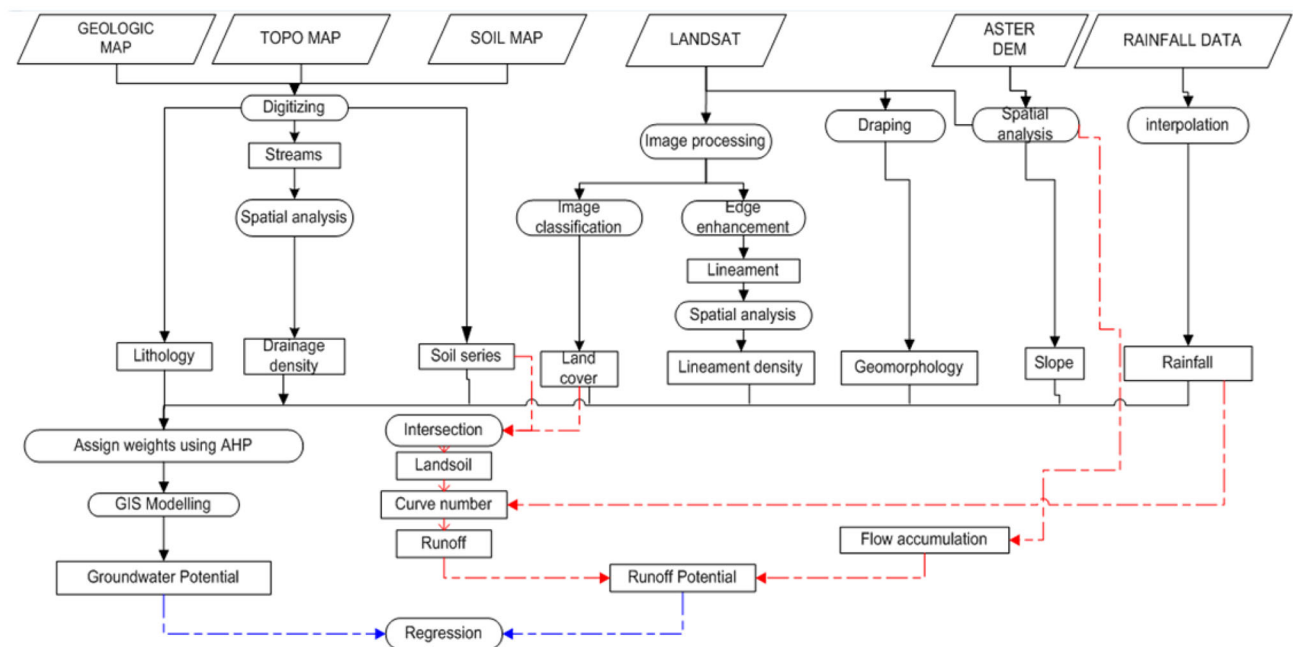 GEOLOGIC
MAP
TOPO MAP
SOIL MAP
LANDSAT
ASTER
DEM
RAINFALL DATA
Digitizing
Streams
Spatial analysis
Image processing
Draping
Spatial
analysis
interpolation
Image
classification
Edge
enhancement
Lineament
Spatial analysis
Lithology
Drainage
density
Soil series
Land
cover
Lineament density
Geomorphology
Slope
Rainfall
Assign weights using AHP
Intersection
Landsoil
GIS Modelling
Curve number
Runoff
Flow accumulation
Groundwater Potential
Runoff Potential
Regression